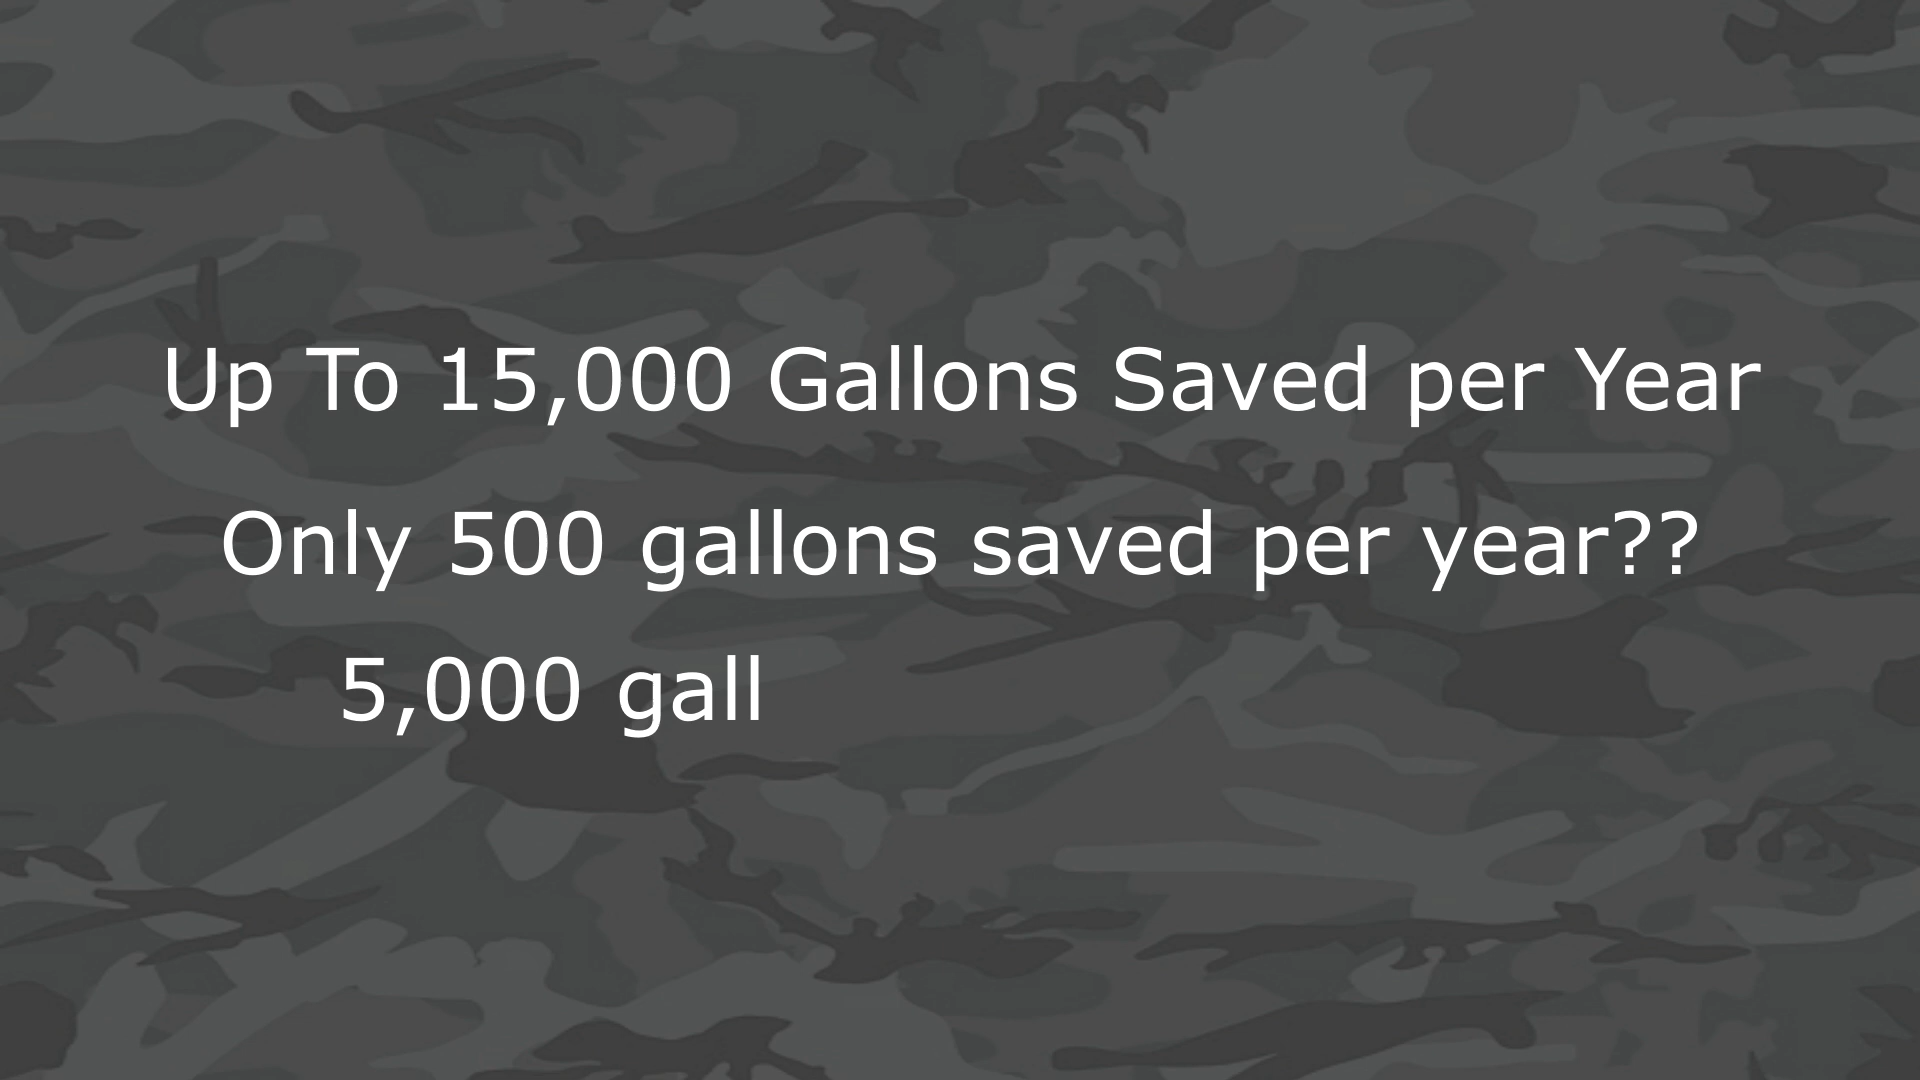 Up To 15,000 Gallons Saved per Year
Only 500 gallons saved per year??
5,000 gall